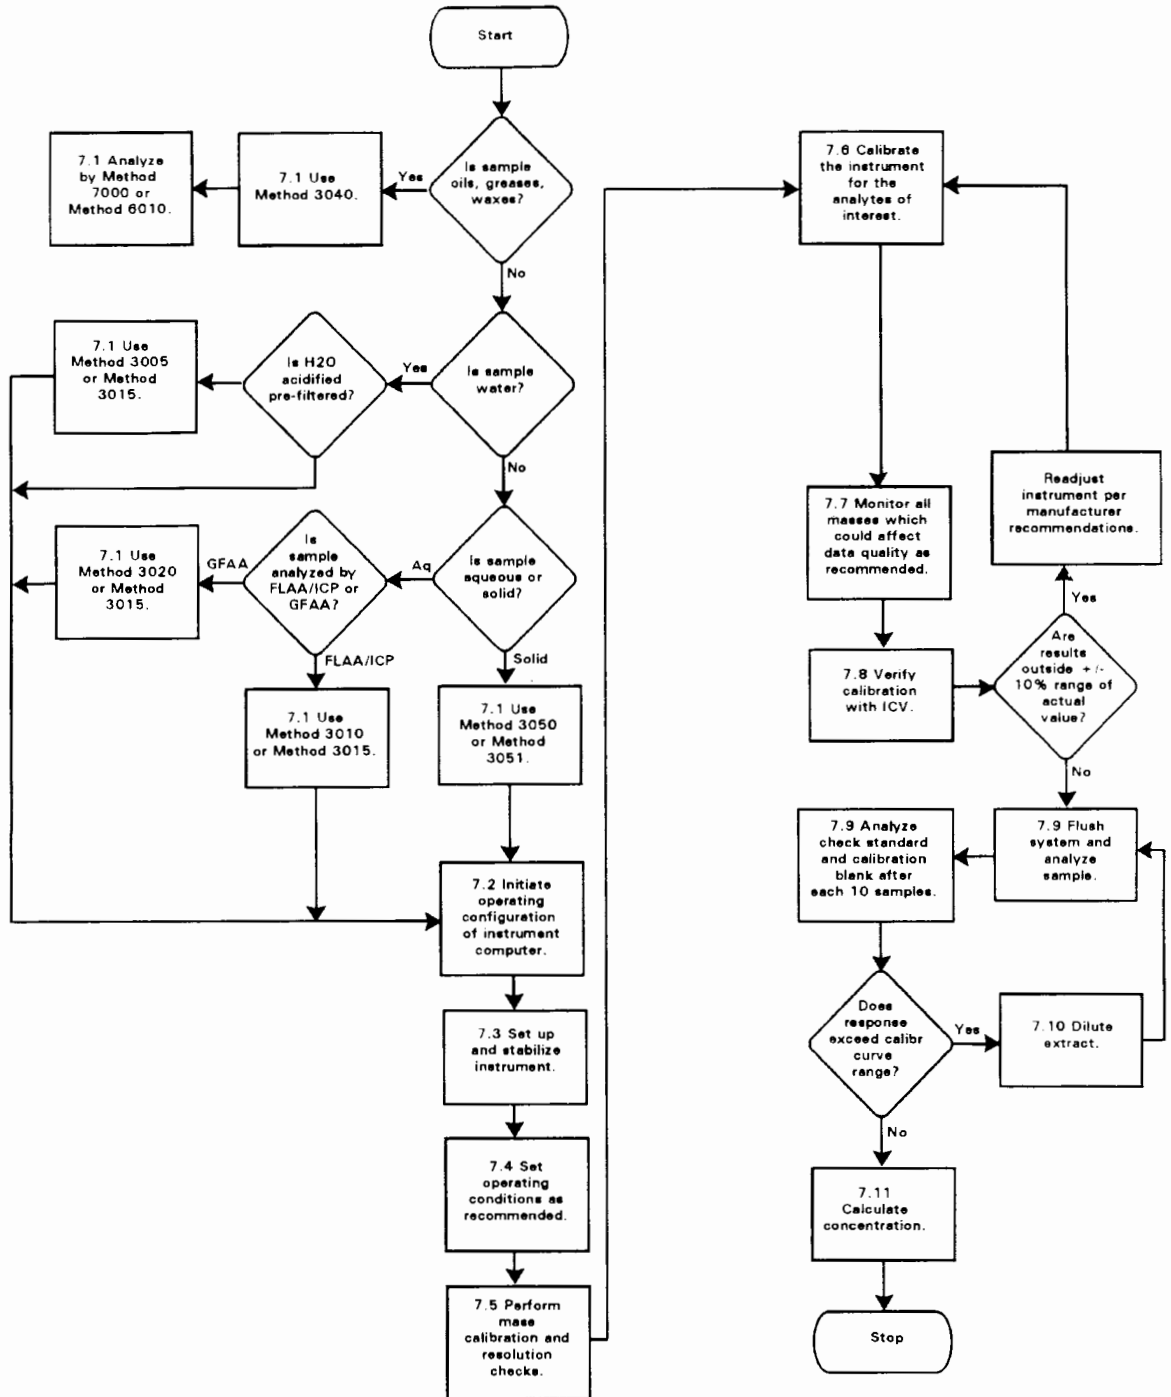 Start
Is sample
oils, greases,
waxes?
Yes
7.1 Use
Method 3040.
7.1 Analyze
by Method
7000 or
Method 6010.
No
Is sample
water?
Yes
Is H2O
acidified
pre-filtered?
7.1 Use
Method 3005
or Method
3015.
No
Is sample
aqueous or
solid?
Aq
Is
sample
analyzed by
FLAA/ICP or
GFAA?
GFAA
7.1 Use
Method 3020
or Method
3015.
FLAA/ICP
7.1 Use
Method 3010
or Method 3015.
Solid
7.1 Use
Method 3050
or Method
3051.
7.2 Initiate
operating
configuration
of instrument
computer.
7.3 Set up
and stabilize
instrument.
7.4 Set
operating
conditions as
recommended.
7.5 Perform
mass
calibration and
resolution
checks.
7.6 Calibrate
the instrument
for the
analytes of
interest.
7.7 Monitor all
masses which
could affect
data quality as
recommended.
7.8 Verify
calibration
with ICV.
Are
results
outside +/-
10% range of
actual
value?
Yes
Readjust
instrument per
manufacturer
recommendations.
No
7.9 Flush
system and
analyze
sample.
7.9 Analyze
check standard
and calibration
blank after
each 10 samples.
Does
response
exceed calibr
curve
range?
Yes
7.10 Dilute
extract.
No
7.11
Calculate
concentration.
Stop